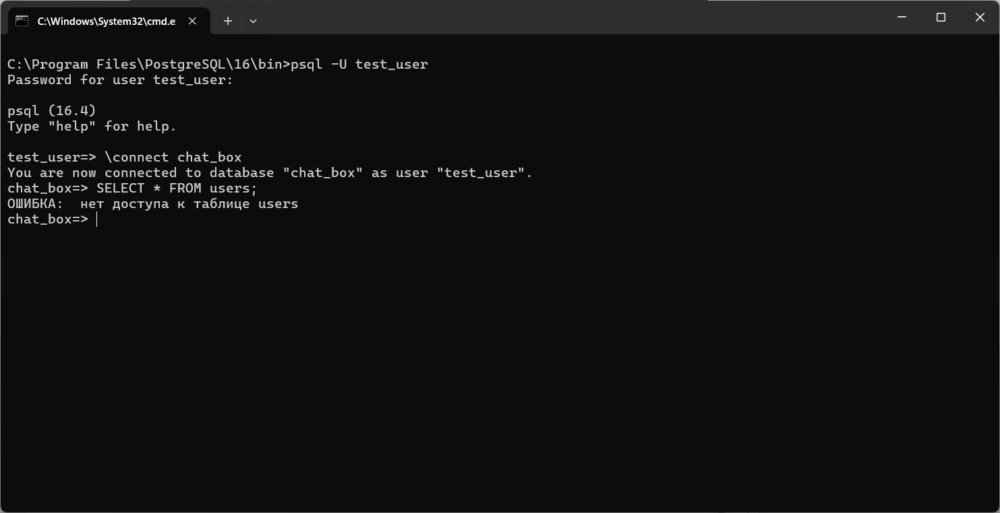 C:\Windows\System32\cmd.e
C:\Program Files\PostgreSQL\16\bin>psql -U test_user
Password for user test_user:
psql (16.4)
Type "help" for help.
test_user=> \connect chat_box
You are now connected to database "chat_box" as user "test_user".
chat_box=> SELECT * FROM users;
ОШИБКА:  нет доступа к таблице users
chat_box=>